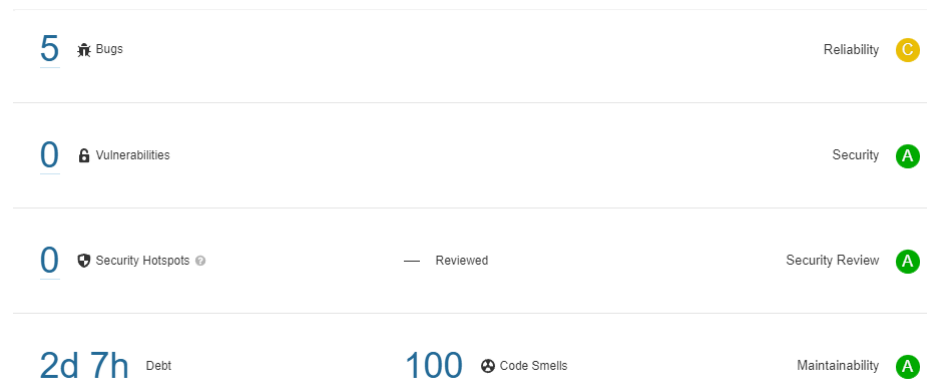 5 Bugs Reliability C
0 Vulnerabilities Security A
0 Security Hotspots ? — Reviewed Security Review A
2d 7h Debt 100 Code Smells Maintainability A